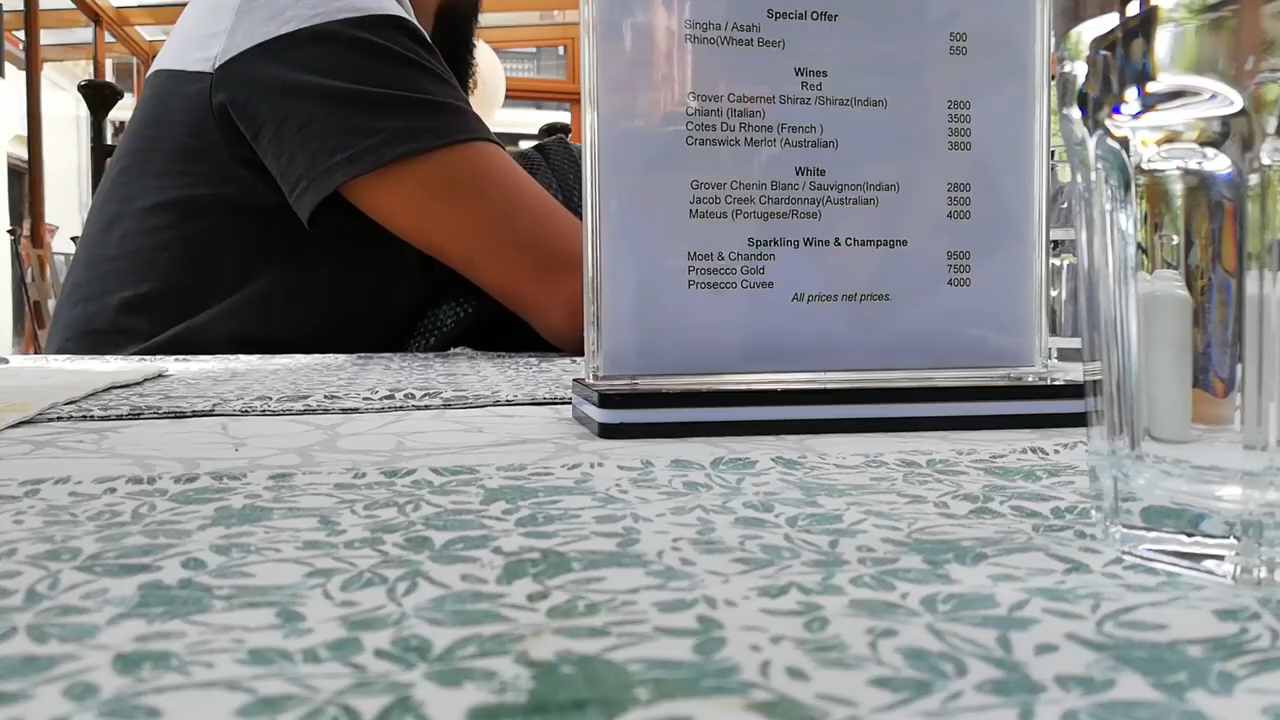 Special Offer
Singha / Asahi 500
Rhino(Wheat Beer) 550
Wines
Red
Grover Cabernet Shiraz /Shiraz(Indian) 2800
Chianti (Italian) 3500
Cotes Du Rhone (French ) 3800
Cranswick Merlot (Australian) 3800
White
Grover Chenin Blanc / Sauvignon(Indian) 2800
Jacob Creek Chardonnay(Australian) 3500
Mateus (Portugese/Rose) 4000
Sparkling Wine & Champagne
Moet & Chandon 9500
Prosecco Gold 7500
Prosecco Cuvee 4000
All prices net prices.